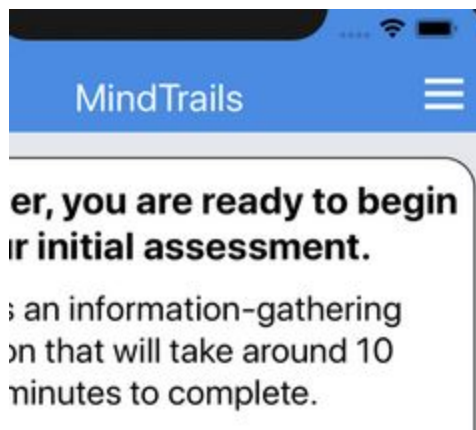 MindTrails
er, you are ready to begin
r initial assessment.
s an information-gathering
on that will take around 10
minutes to complete.